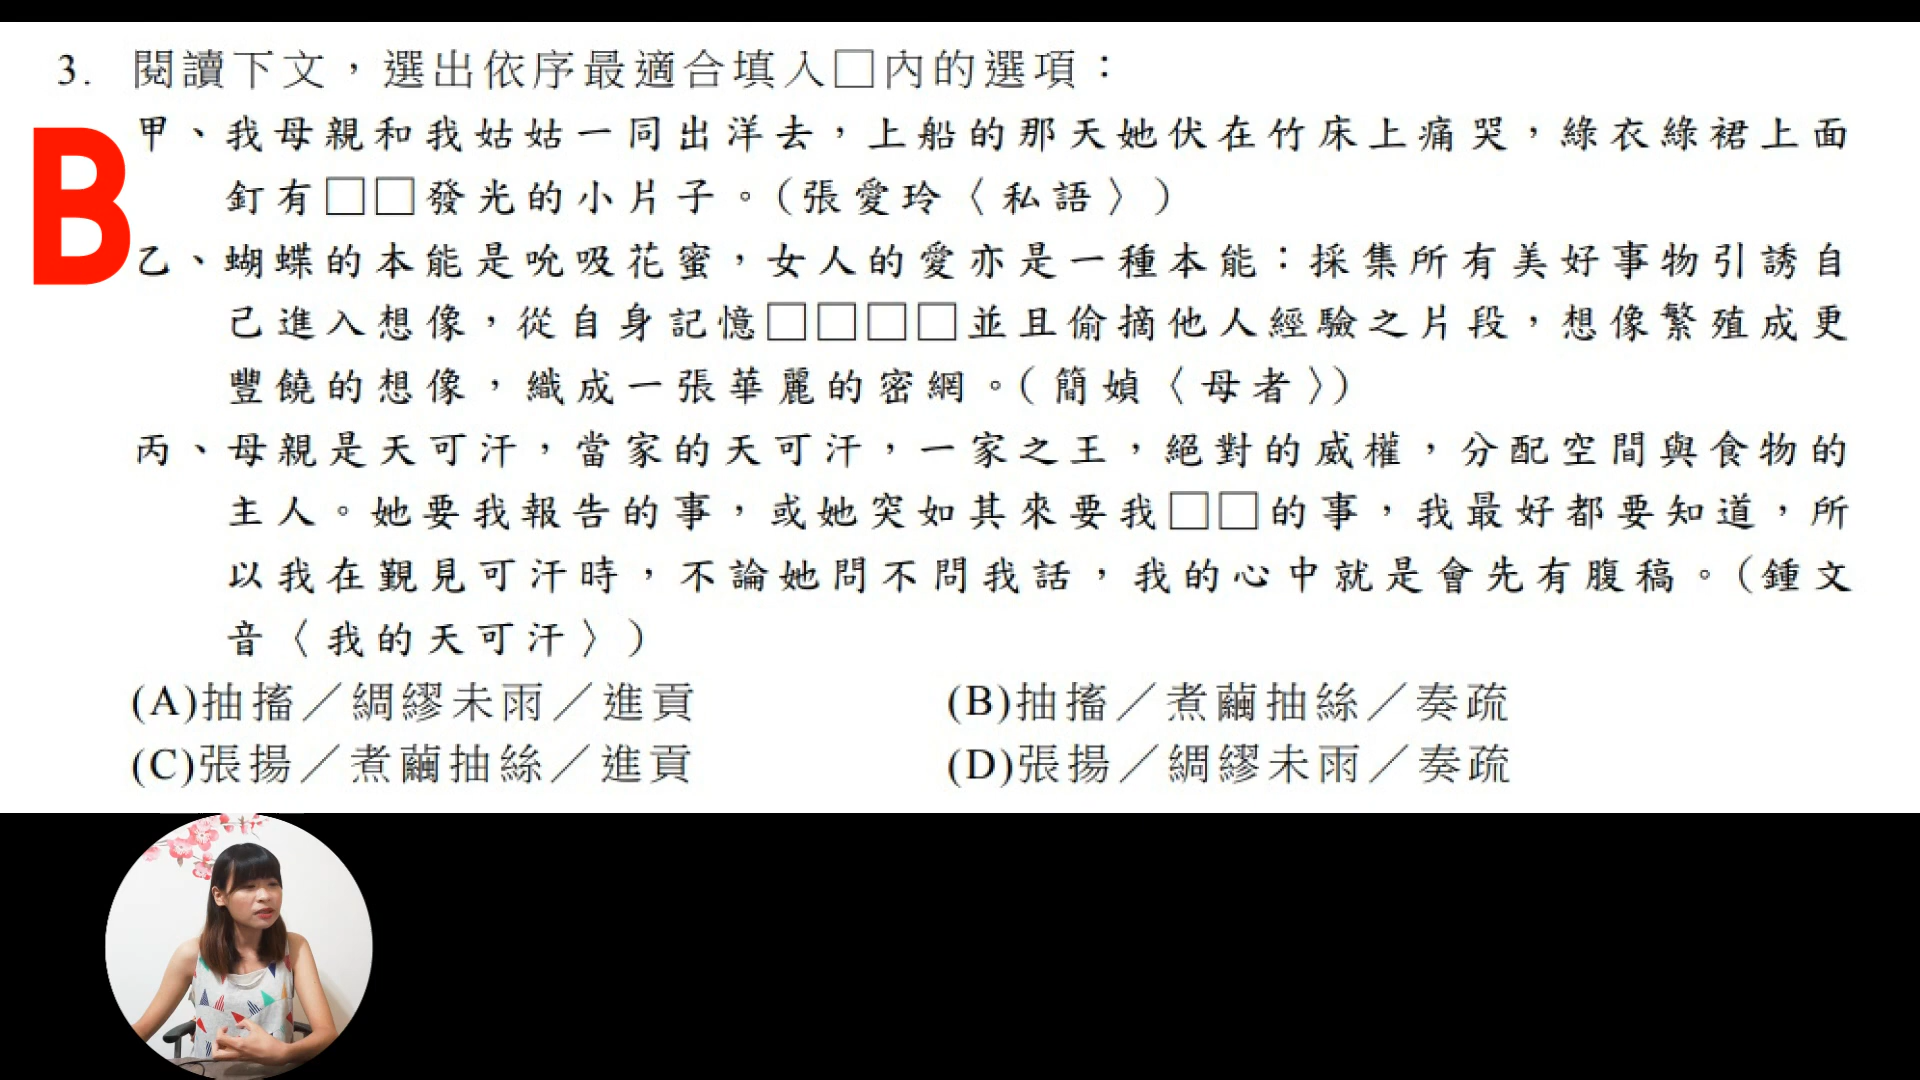 3. 閱讀下文，選出依序最適合填入□內的選項：
B
甲、我母親和我姑姑一同出洋去，上船的那天她伏在竹床上痛哭，綠衣綠裙上面
釘有□□發光的小片子。（張愛玲〈私語〉）
乙、蝴蝶的本能是吮吸花蜜，女人的愛亦是一種本能：採集所有美好事物引誘自
己進入想像，從自身記憶□□□□並且偷摘他人經驗之片段，想像繁殖成更
豐饒的想像，織成一張華麗的密網。（簡媜〈母者〉）
丙、母親是天可汗，當家的天可汗，一家之王，絕對的威權，分配空間與食物的
主人。她要我報告的事，或她突如其來要我□□的事，我最好都要知道，所
以我在覲見可汗時，不論她問不問我話，我的心中就是會先有腹稿。（鍾文
音〈我的天可汗〉）
(A)抽搐／綢繆未雨／進貢 (B)抽搐／煮繭抽絲／奏疏
(C)張揚／煮繭抽絲／進貢 (D)張揚／綢繆未雨／奏疏